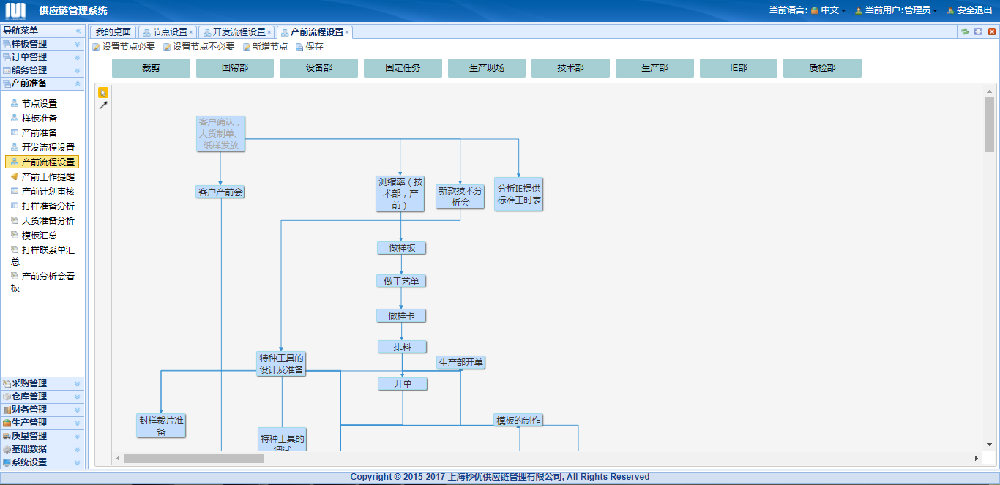 供应链管理系统
当前语言: 中文 当前用户:管理员 安全退出
导航菜单
样板管理
订单管理
船务管理
产前准备
节点设置
样板准备
产前准备
开发流程设置
产前流程设置
产前工作提醒
产前计划审核
打样准备分析
大货准备分析
模板汇总
打样联系单汇
总
产前分析会看
板
采购管理
仓库管理
财务管理
生产管理
质量管理
基础数据
系统设置
我的桌面 节点设置 开发流程设置 产前流程设置
设置节点必要 设置节点不必要 新增节点 保存
裁剪 国贸部 设备部 固定任务 生产现场 技术部 生产部 IE部 质检部
客户确认，
大货制单、
纸样发放
客户产前会
测缩率（技
术部，产
前）
新款技术分
析会
分析IE提供
标准工时表
做样板
做工艺单
做样卡
排料
特种工具的
设计及准备
生产部开单
开单
封样裁片准
备
特种工具的
调试
模板的制作
Copyright © 2015-2017 上海秒优供应链管理有限公司, All Rights Reserved